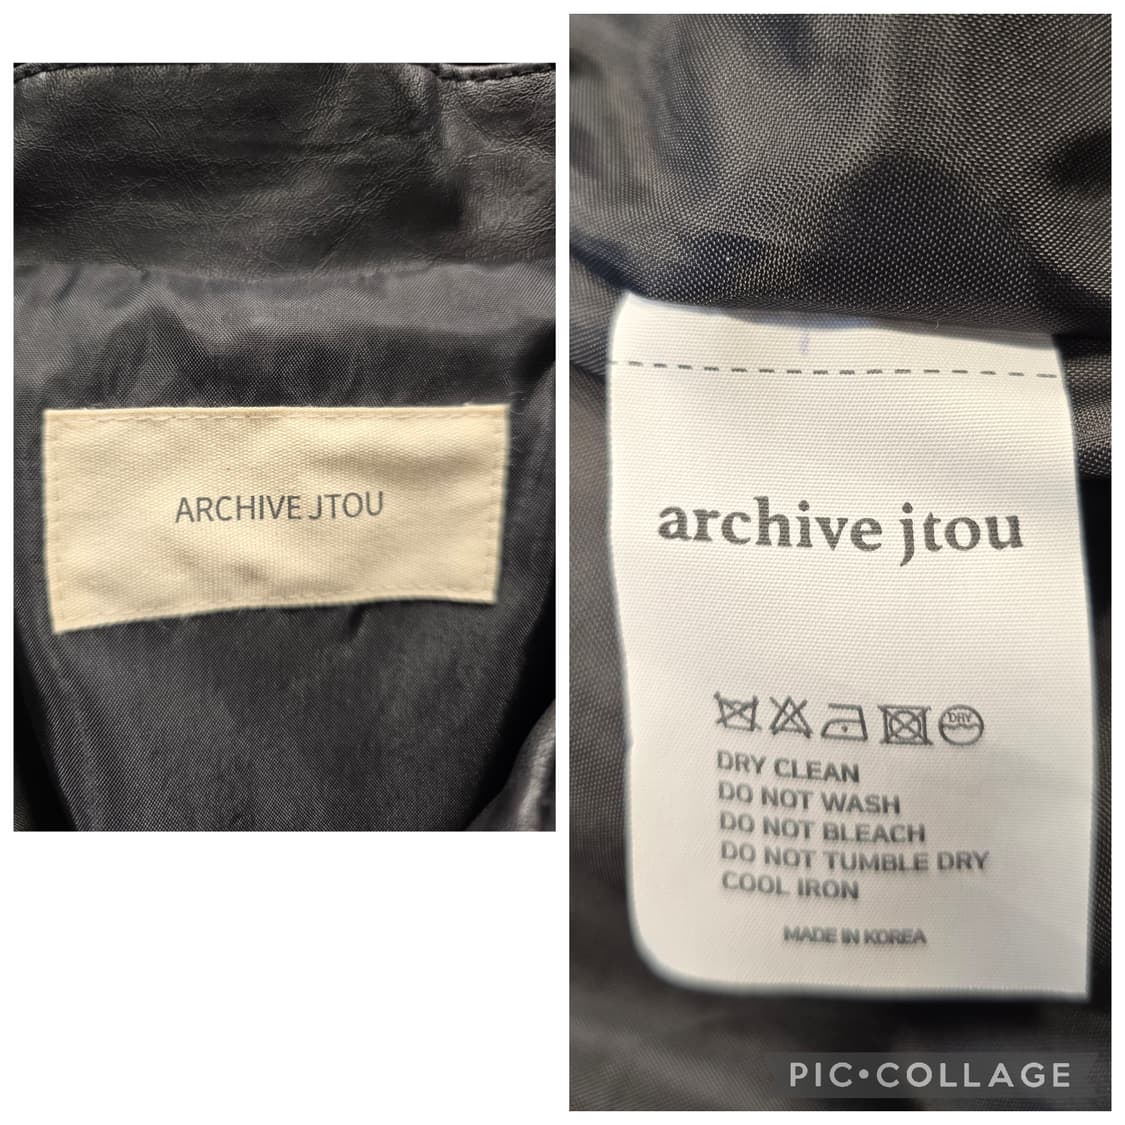 ARCHIVE JTOU
archive jtou
DRY
DRY CLEAN
DO NOT WASH
DO NOT BLEACH
DO NOT TUMBLE DRY
COOL IRON
MADE IN KOREA
PIC•COLLAGE